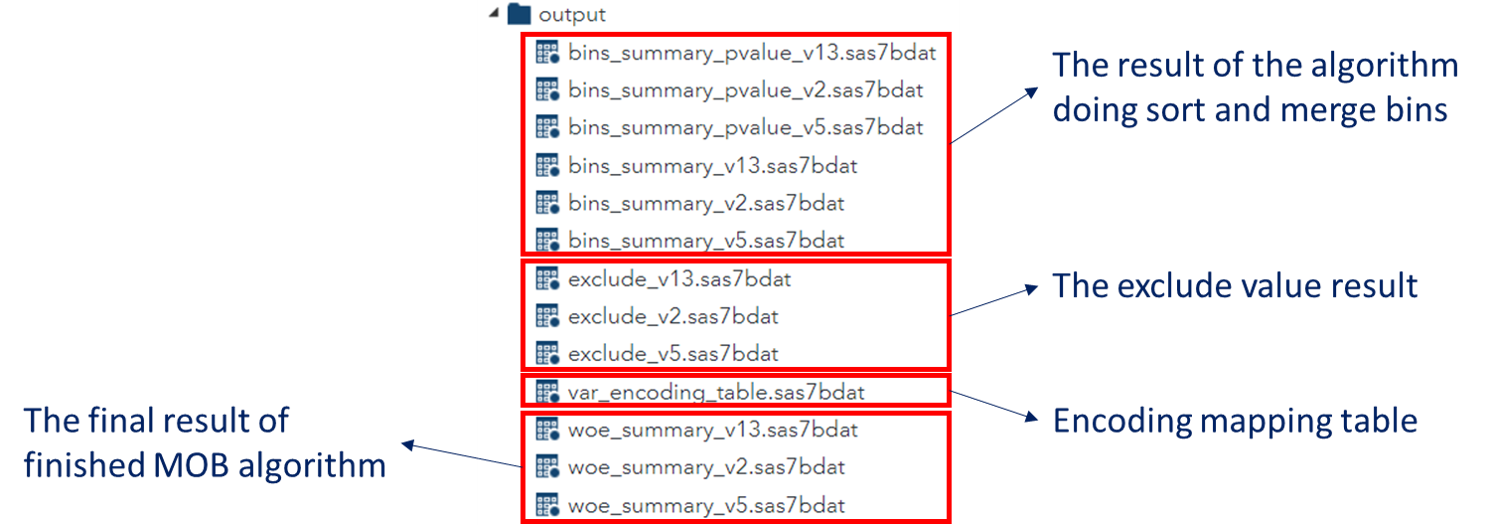 output
bins_summary_pvalue_v13.sas7bdat
bins_summary_pvalue_v2.sas7bdat
bins_summary_pvalue_v5.sas7bdat
bins_summary_v13.sas7bdat
bins_summary_v2.sas7bdat
bins_summary_v5.sas7bdat
The result of the algorithm
doing sort and merge bins
exclude_v13.sas7bdat
exclude_v2.sas7bdat
exclude_v5.sas7bdat
The exclude value result
var_encoding_table.sas7bdat
Encoding mapping table
woe_summary_v13.sas7bdat
woe_summary_v2.sas7bdat
woe_summary_v5.sas7bdat
The final result of
finished MOB algorithm